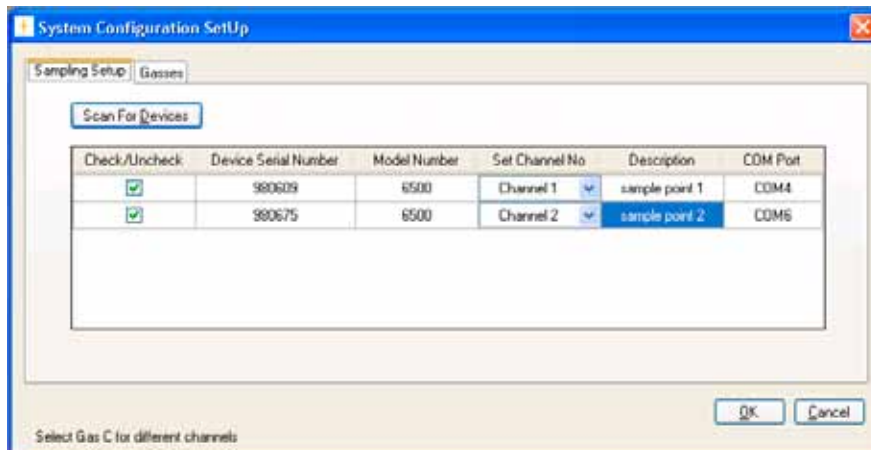 System Configuration SetUp
Sampling Setup Gasses
Scan For Devices
Check/Uncheck Device Serial Number Model Number Set Channel No Description COM Port
980609 6500 Channel 1 sample point 1 COM4
980675 6500 Channel 2 sample point 2 COM6
OK Cancel
Select Gas C for different channels